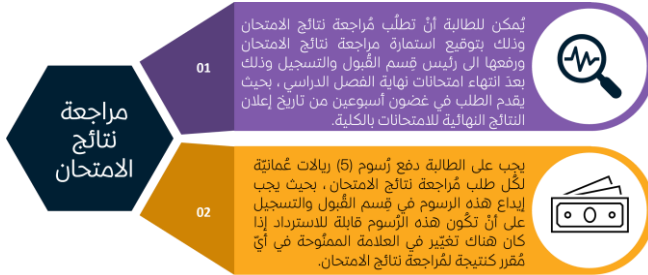 مراجعة
نتائج
الامتحان
01
يُمكن للطالبة أنْ تطلُب مُراجعة نتائج الامتحان
وذلك بتوقيع استمارة مراجعة نتائج الامتحان
ورفعها الى رئيس قِسم القُبول والتسجيل وذلك
بعدَ انتهاء امتحانات نهاية الفصل الدراسي ، بحيث
يقدم الطلب في غضون أسبوعين من تاريخ إعلان
النتائج النهائية للامتحانات بالكلية.
02
يجب على الطالبة دفع رُسوم (5) ريالات عُمانيّة
لكُل طلب مُراجعة نتائج الامتحان ، بحيث يجب
إيداع هذه الرسوم في قِسم القُبول والتسجيل
على أنْ تكُون هذه الرُسوم قابلة للاسترداد إذا
كان هناك تغيّير في العلامة الممنُوحة في أيّ
مُقرر كنتيجة لمُراجعة نتائج الامتحان.